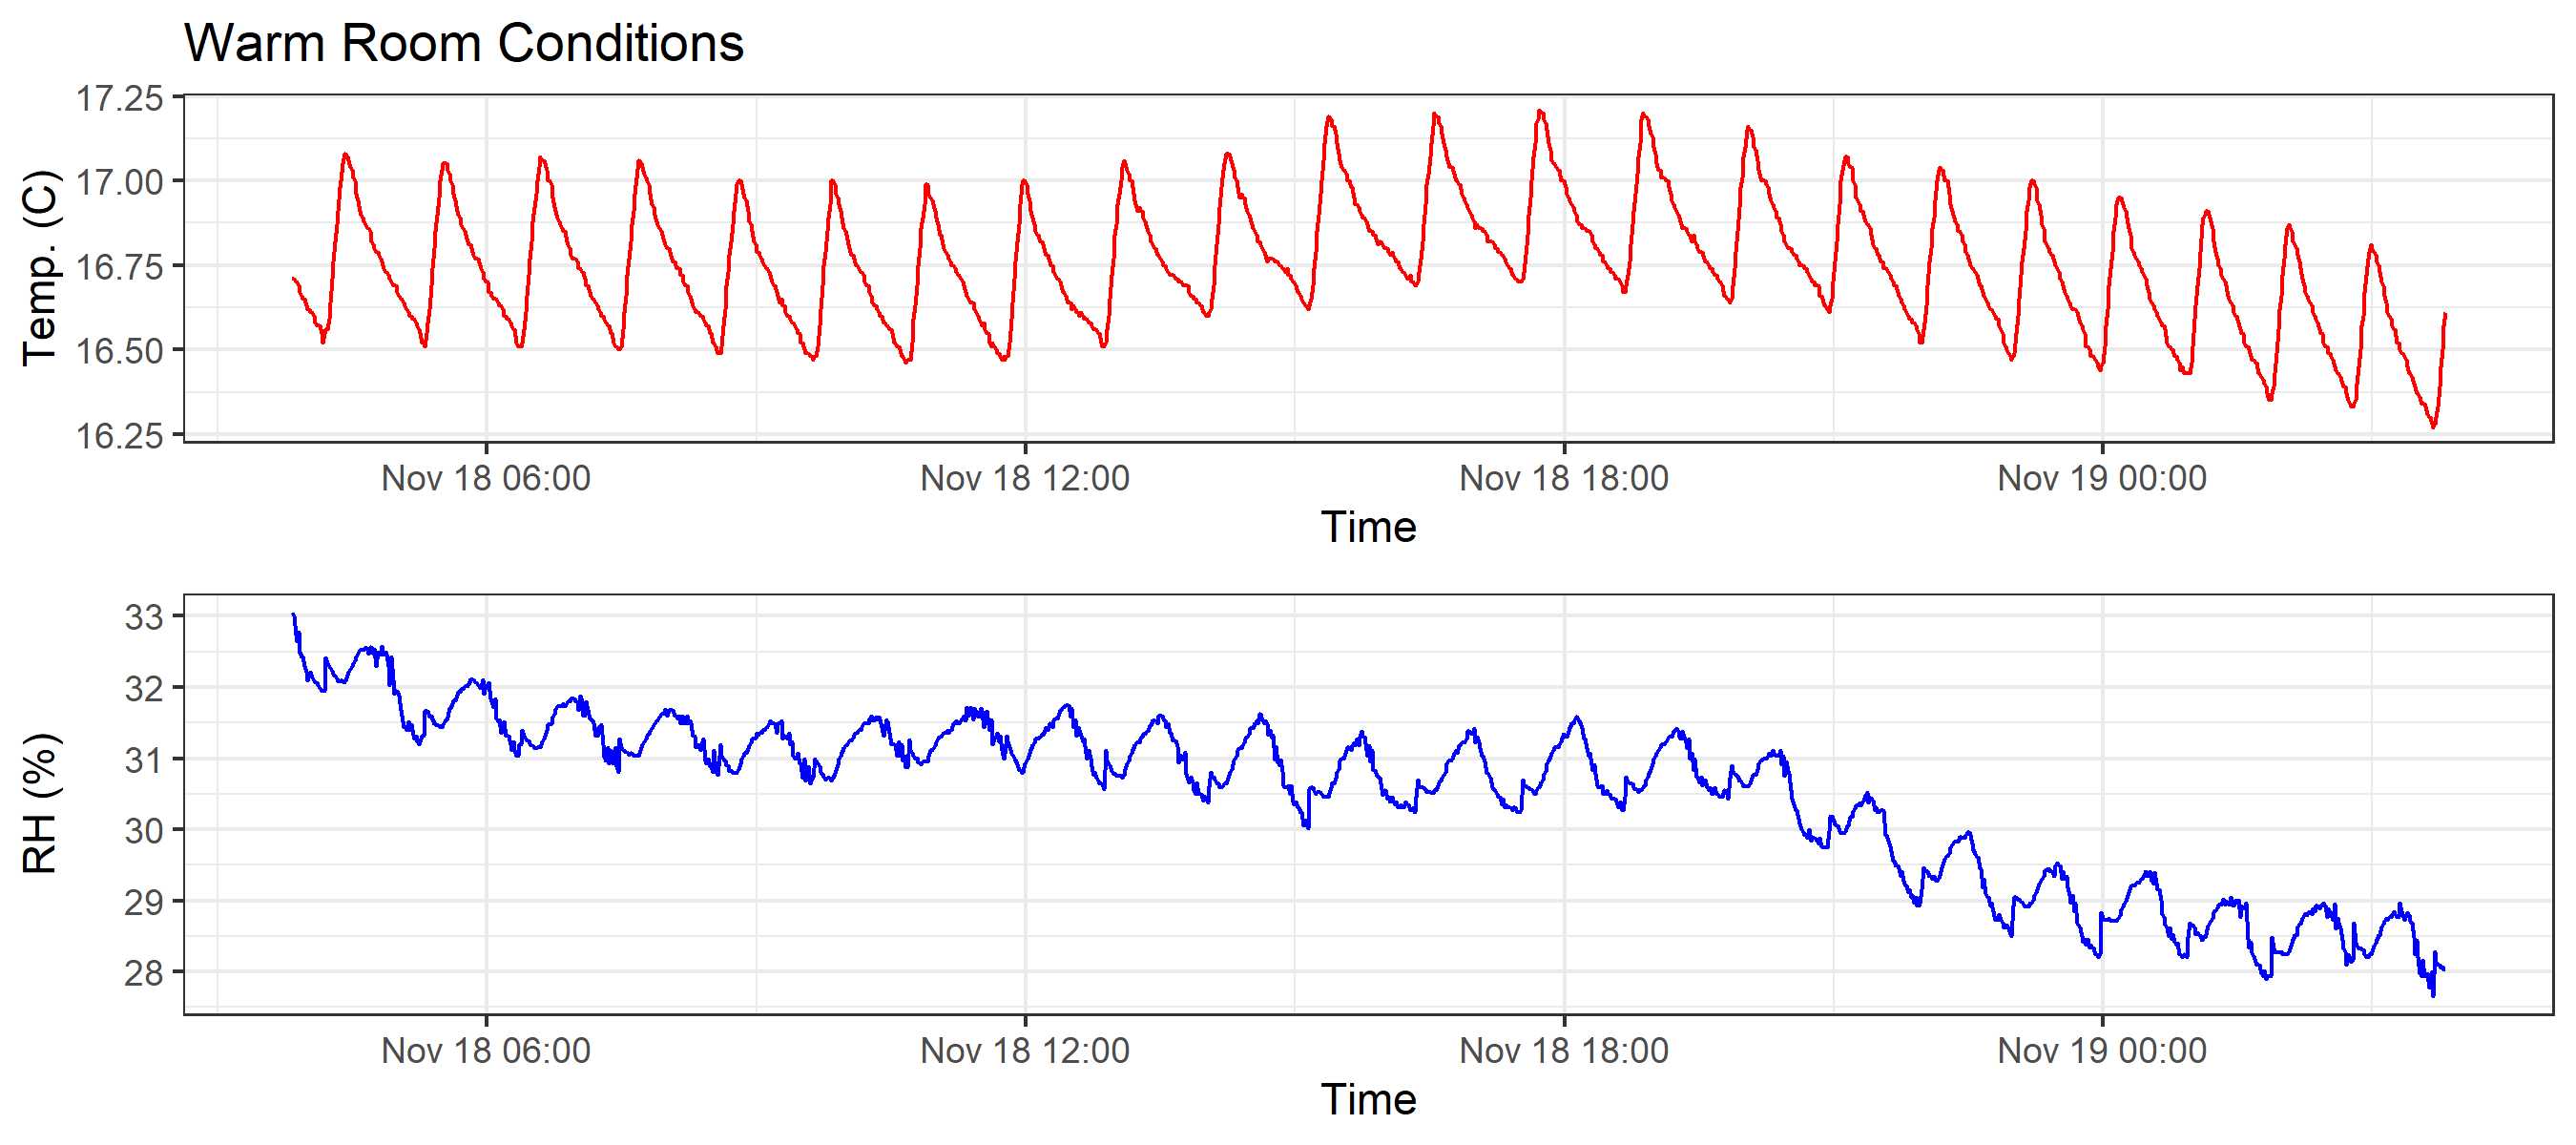 Warm Room Conditions
17.25
17.00
16.75
16.50
16.25
Temp. (C)
Nov 18 06:00 Nov 18 12:00 Nov 18 18:00 Nov 19 00:00
Time
33
32
31
30
29
28
RH (%)
Nov 18 06:00 Nov 18 12:00 Nov 18 18:00 Nov 19 00:00
Time